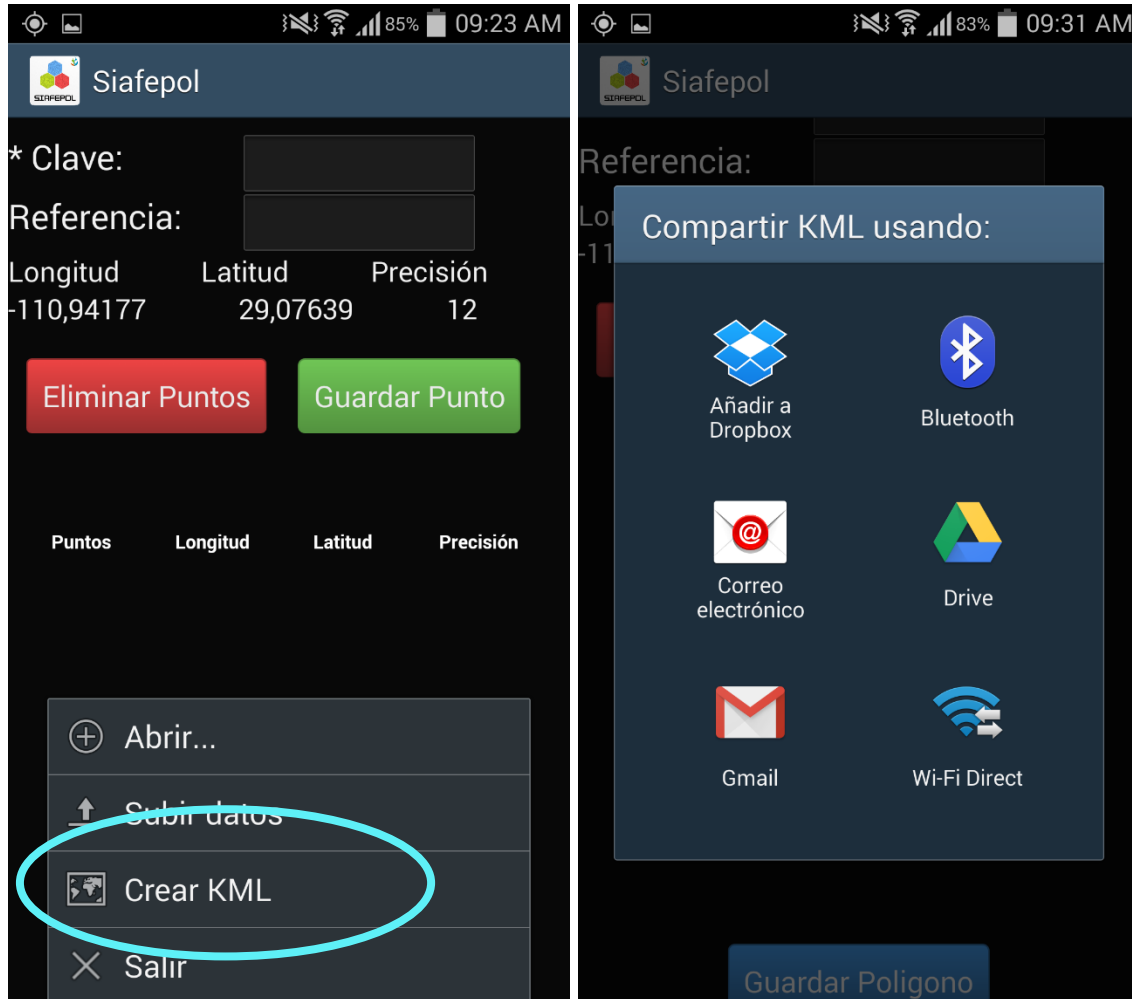 85% 09:23 AM
SIAFEPOL Siafepol
* Clave:
Referencia:
Longitud Latitud Precisión
-110,94177 29,07639 12
Eliminar Puntos Guardar Punto
Puntos Longitud Latitud Precisión
Abrir...
Subir datos
Crear KML
Salir
83% 09:31 AM
SIAFEPOL Siafepol
Referencia:
Lo
-11
Compartir KML usando:
Añadir a
Dropbox
Bluetooth
Correo
electrónico
Drive
Gmail
Wi-Fi Direct
Guardar Poligono